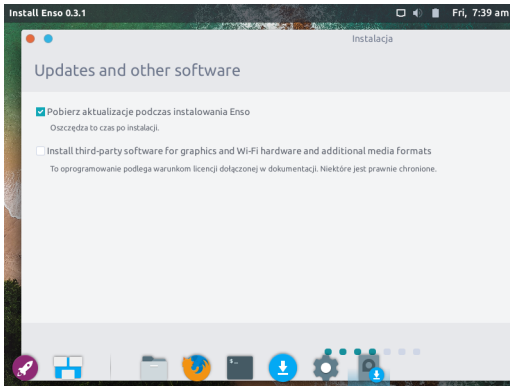 Install Enso 0.3.1
Fri, 7:39 am
Instalacja
Updates and other software
Pobierz aktualizacje podczas instalowania Enso
Oszczędza to czas po instalacji.
Install third-party software for graphics and Wi-Fi hardware and additional media formats
To oprogramowanie podlega warunkom licencji dołączonej w dokumentacji. Niektóre jest prawnie chronione.